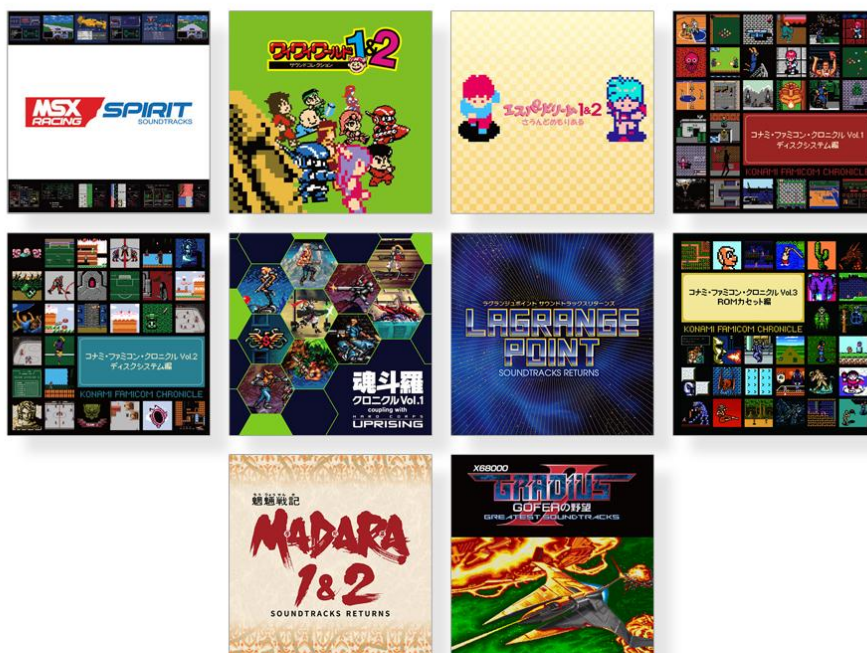 MSX
RACING
SPIRIT
SOUNDTRACKS
ワイワイワールド1&2
サウンドコレクション
エスパドリーム1&2
さうんどめもりある
コナミ・ファミコン・クロニクル Vol.1
ディスクシステム編
KONAMI FAMICOM CHRONICLE
コナミ・ファミコン・クロニクル Vol.2
ディスクシステム編
KONAMI FAMICOM CHRONICLE
魂斗羅
クロニクル Vol.1
coupling with
HARD CORPS
UPRISING
ラグランジュポイント サウンドトラックスリターンズ
LAGRANGE
POINT
SOUNDTRACKS RETURNS
コナミ・ファミコン・クロニクル Vol.3
ROMカセット編
KONAMI FAMICOM CHRONICLE
魍魎戦記
MADARA
1&2
SOUNDTRACKS RETURNS
X68000
GRADIUS II
GOFERの野望
GREATEST SOUNDTRACKS